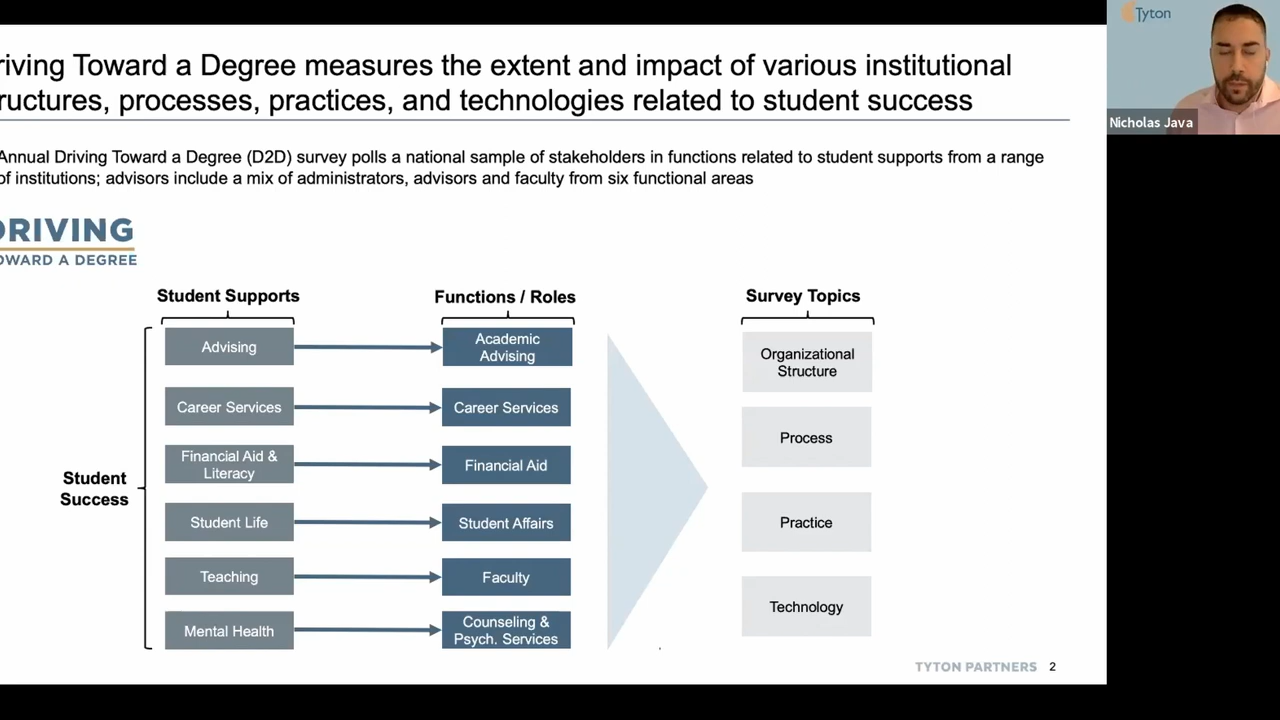 riving Toward a Degree measures the extent and impact of various institutional
ructures, processes, practices, and technologies related to student success
Annual Driving Toward a Degree (D2D) survey polls a national sample of stakeholders in functions related to student supports from a range
of institutions; advisors include a mix of administrators, advisors and faculty from six functional areas
DRIVING
OWARD A DEGREE
Student Supports
Functions / Roles
Survey Topics
Student
Success
Advising
Career Services
Financial Aid &
Literacy
Student Life
Teaching
Mental Health
Academic
Advising
Career Services
Financial Aid
Student Affairs
Faculty
Counseling &
Psych. Services
Organizational
Structure
Process
Practice
Technology
TYTON PARTNERS 2
Tyton
Nicholas Java